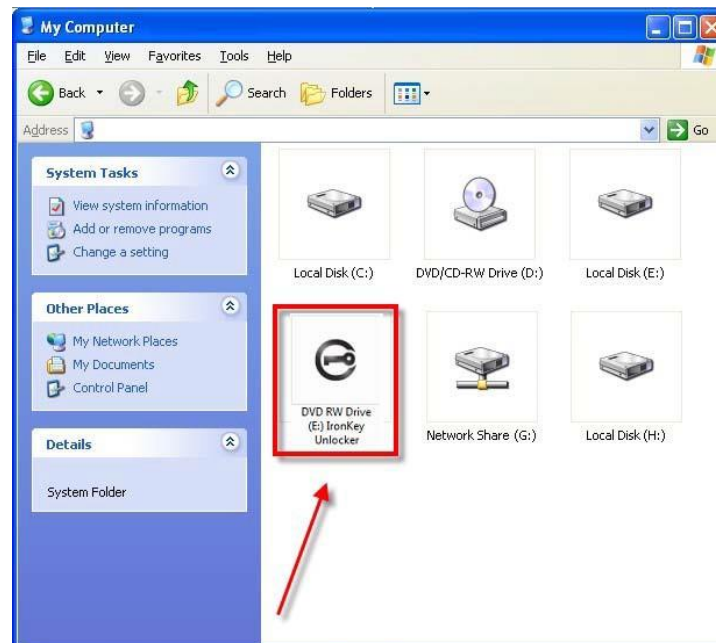 My Computer
File Edit View Favorites Tools Help
Back Search Folders
Address Go
System Tasks
View system information
Add or remove programs
Change a setting
Other Places
My Network Places
My Documents
Control Panel
Details
System Folder
Local Disk (C:) DVD/CD-RW Drive (D:) Local Disk (E:)
DVD RW Drive
(E:) IronKey
Unlocker
Network Share (G:) Local Disk (H:)